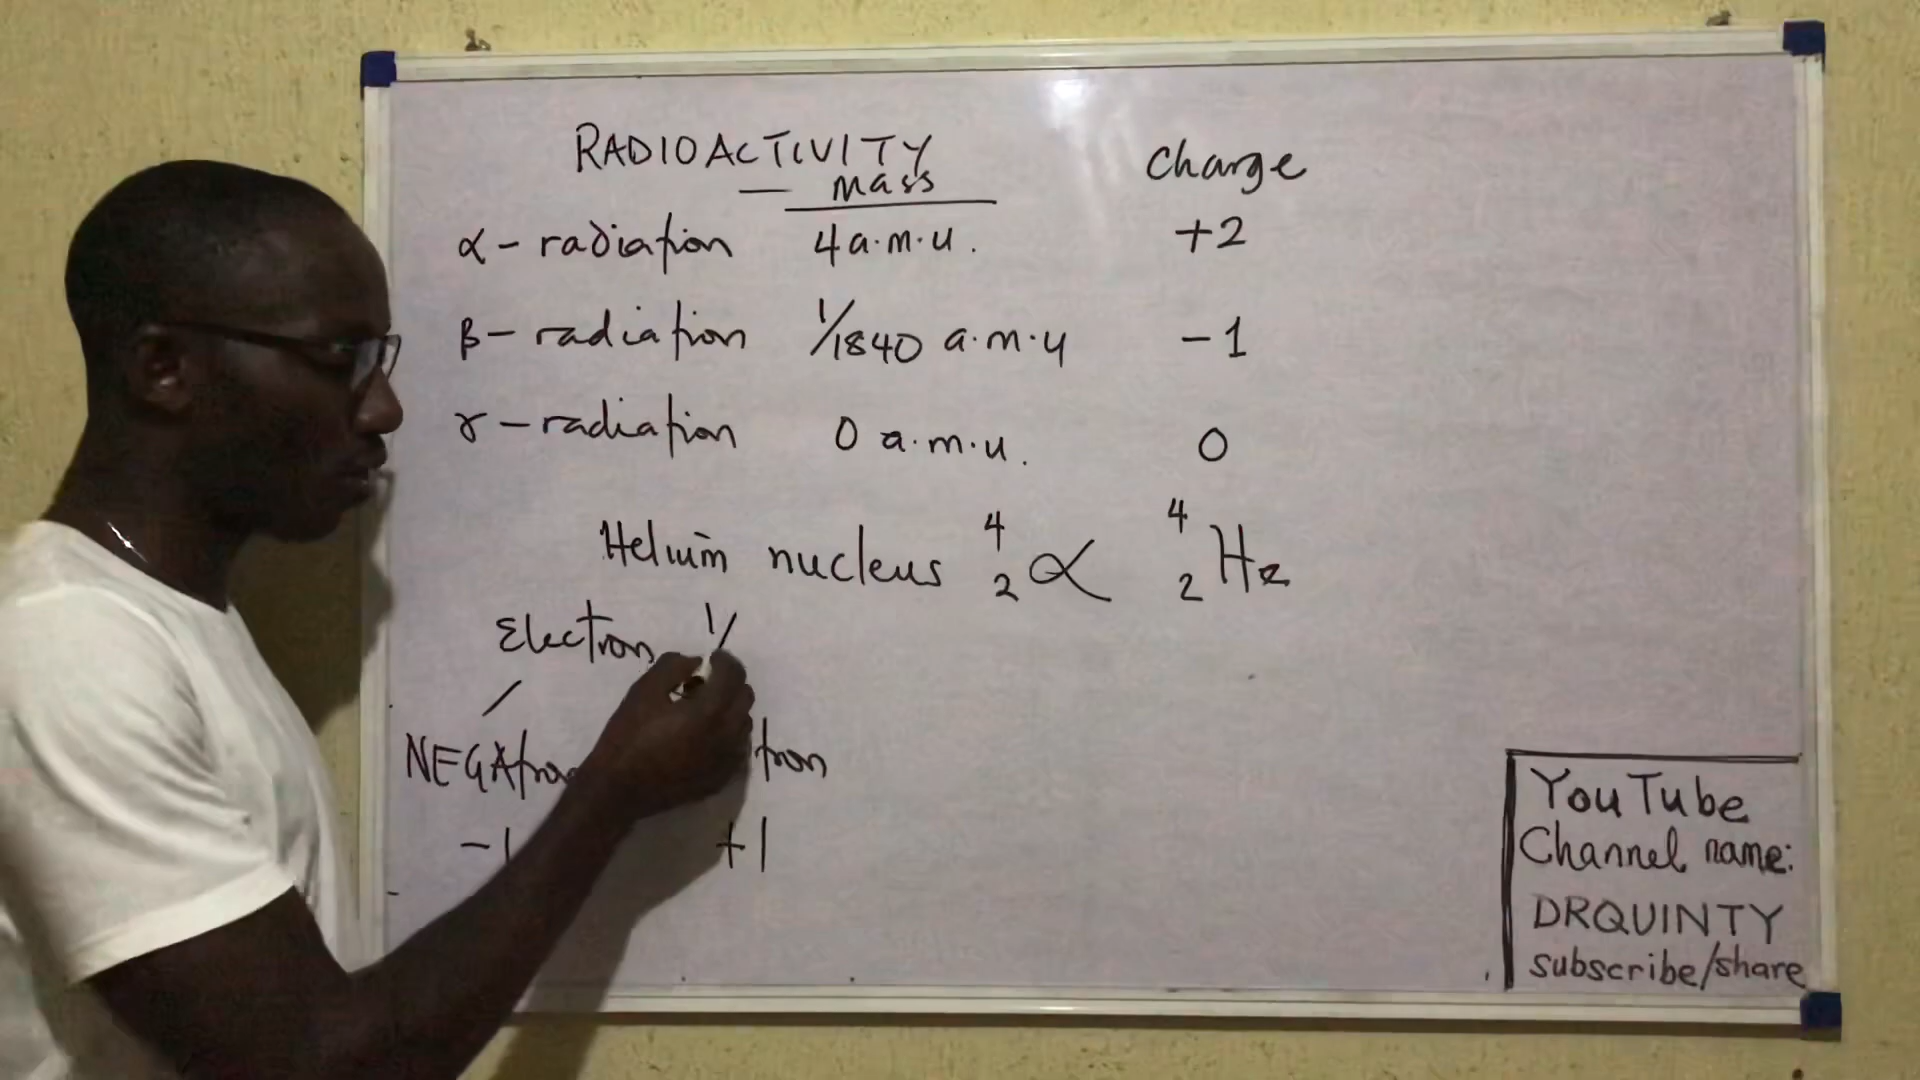 RADIOACTIVITY
mass Charge
α - radiation 4 a.m.u. +2
β - radiation 1/1840 a.m.u -1
γ - radiation 0 a.m.u. 0
Helium nucleus 4 2 α 4 2 He
Electron 1/
-1 +1
YouTube
Channel name:
DRQUINTY
subscribe/share